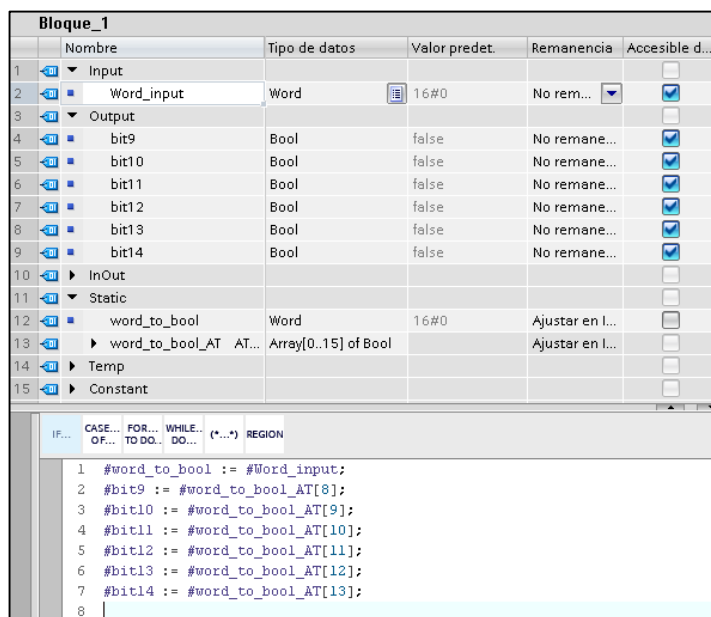 Bloque_1
Nombre Tipo de datos Valor predet. Remanencia Accesible d...
1 Input
2 Word_input Word 16#0 No rem...
3 Output
4 bit9 Bool false No remane...
5 bit10 Bool false No remane...
6 bit11 Bool false No remane...
7 bit12 Bool false No remane...
8 bit13 Bool false No remane...
9 bit14 Bool false No remane...
10 InOut
11 Static
12 word_to_bool Word 16#0 Ajustar en I...
13 word_to_bool_AT AT... Array[0..15] of Bool Ajustar en I...
14 Temp
15 Constant
IF... CASE... FOR... WHILE.. (*...*) REGION
OF... TO DO.. DO...
1 #word_to_bool := #Word_input;
2 #bit9 := #word_to_bool_AT[8];
3 #bit10 := #word_to_bool_AT[9];
4 #bit11 := #word_to_bool_AT[10];
5 #bit12 := #word_to_bool_AT[11];
6 #bit13 := #word_to_bool_AT[12];
7 #bit14 := #word_to_bool_AT[13];
8